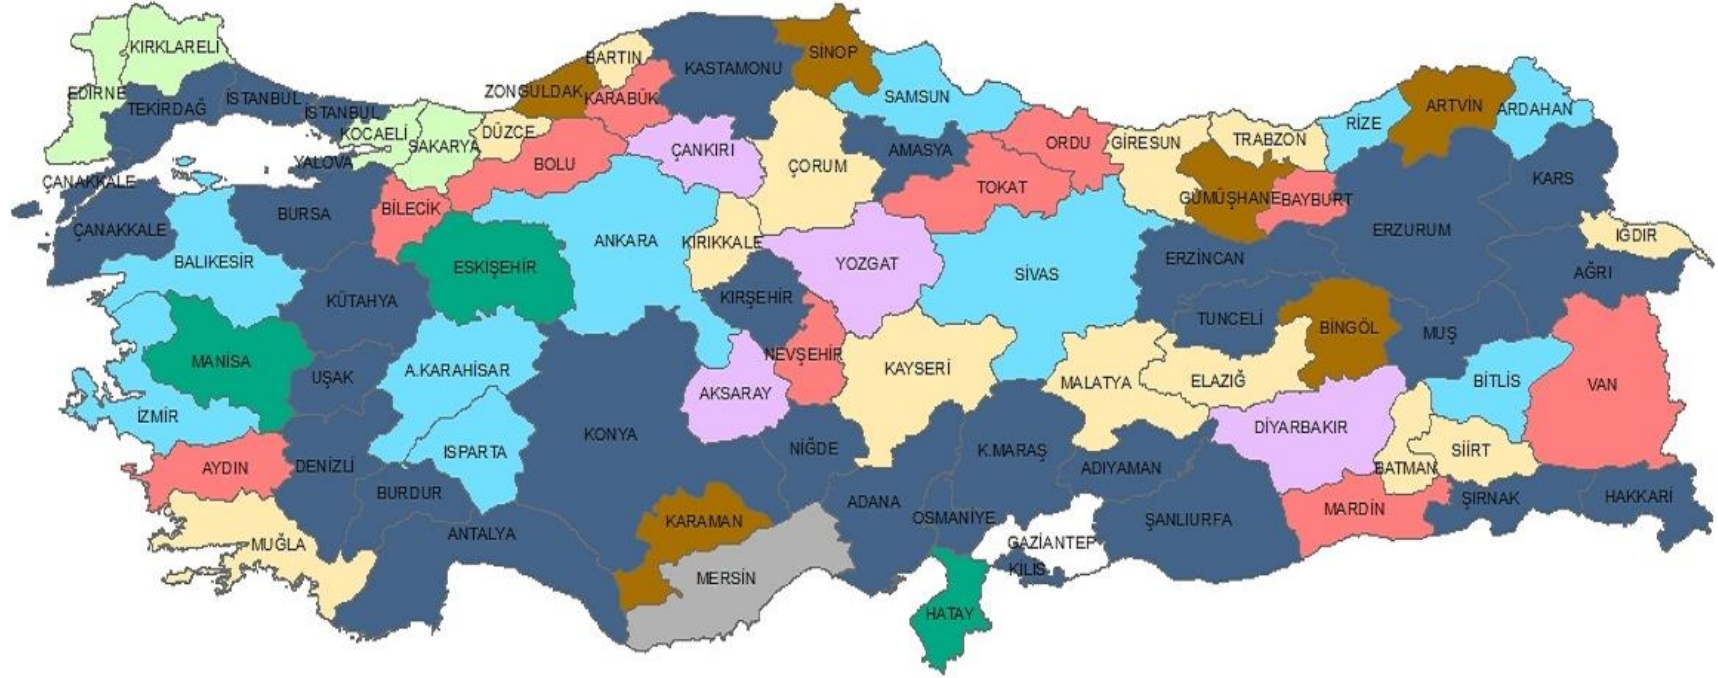 KIRKLARELİ
EDİRNE
TEKİRDAĞ
İSTANBUL
İSTANBUL
KOCAELİ
SAKARYA
YALOVA
DÜZCE
ZONGULDAK
BARTIN
KARABÜK
KASTAMONU
SİNOP
SAMSUN
ÇANKIRI
ÇORUM
AMASYA
BOLU
ORDU
TOKAT
GİRESUN
TRABZON
RİZE
ARTVİN
ARDAHAN
GÜMÜŞHANE
BAYBURT
KARS
ERZURUM
IĞDIR
AĞRI
ÇANAKKALE
ÇANAKKALE
BURSA
BİLECİK
BALIKESİR
ESKİŞEHİR
KÜTAHYA
ANKARA
KIRIKKALE
KIRŞEHİR
YOZGAT
SİVAS
ERZİNCAN
TUNCELİ
BİNGÖL
MUŞ
BİTLİS
VAN
MANİSA
UŞAK
A.KARAHİSAR
İZMİR
ISPARTA
KONYA
AKSARAY
NEVŞEHİR
KAYSERİ
MALATYA
ELAZIĞ
DİYARBAKIR
BATMAN
SİİRT
AYDIN
DENİZLİ
BURDUR
NİĞDE
K.MARAŞ
ADIYAMAN
ŞANLIURFA
MARDİN
ŞIRNAK
HAKKARİ
MUĞLA
ANTALYA
KARAMAN
MERSİN
ADANA
OSMANİYE
GAZİANTEP
KİLİS
HATAY